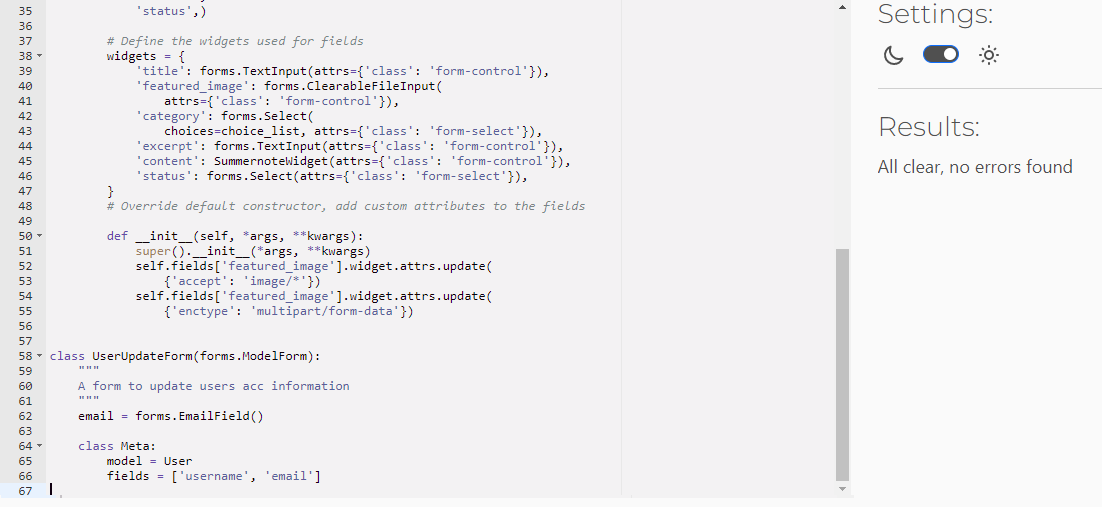 35             'status',)
36
37         # Define the widgets used for fields
38         widgets = {
39             'title': forms.TextInput(attrs={'class': 'form-control'}),
40             'featured_image': forms.ClearableFileInput(
41                 attrs={'class': 'form-control'}),
42             'category': forms.Select(
43                 choices=choice_list, attrs={'class': 'form-select'}),
44             'excerpt': forms.TextInput(attrs={'class': 'form-control'}),
45             'content': SummernoteWidget(attrs={'class': 'form-control'}),
46             'status': forms.Select(attrs={'class': 'form-select'}),
47         }
48         # Override default constructor, add custom attributes to the fields
49
50         def __init__(self, *args, **kwargs):
51             super().__init__(*args, **kwargs)
52             self.fields['featured_image'].widget.attrs.update(
53                 {'accept': 'image/*'})
54             self.fields['featured_image'].widget.attrs.update(
55                 {'enctype': 'multipart/form-data'})
56
57
58 class UserUpdateForm(forms.ModelForm):
59     """
60     A form to update users acc information
61     """
62     email = forms.EmailField()
63
64     class Meta:
65         model = User
66         fields = ['username', 'email']
67
Settings:
Results:
All clear, no errors found